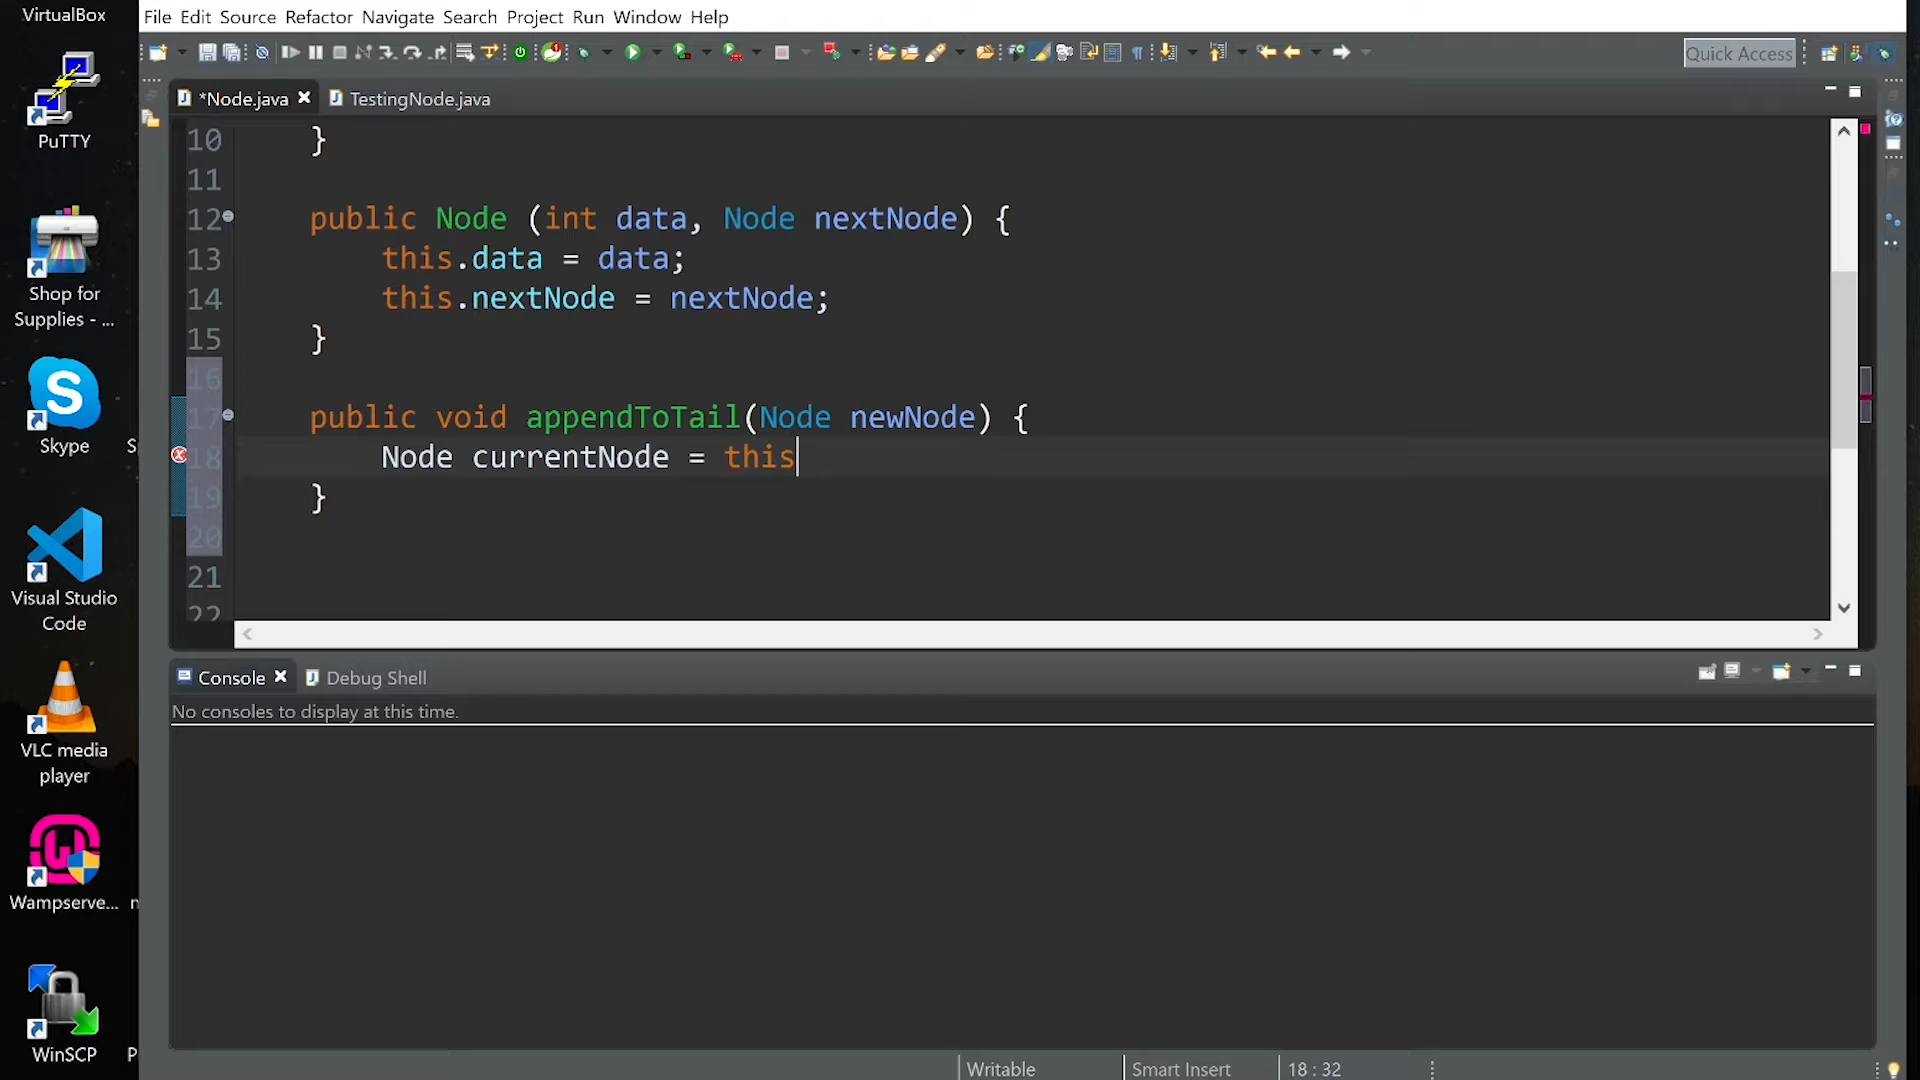 VirtualBox
File Edit Source Refactor Navigate Search Project Run Window Help
Quick Access
*Node.java
TestingNode.java
10 }
11
12 public Node (int data, Node nextNode) {
13 this.data = data;
14 this.nextNode = nextNode;
15 }
16
17 public void appendToTail(Node newNode) {
18 Node currentNode = this
19 }
20
21
22
PuTTY
Shop for
Supplies - ...
Skype
S
Visual Studio
Code
VLC media
player
Wampserve...
WinSCP
P
Console
Debug Shell
No consoles to display at this time.
Writable
Smart Insert
18 : 32